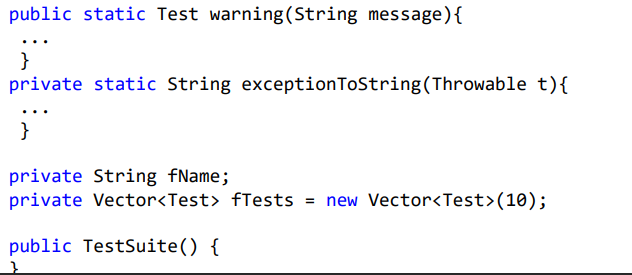 public static Test warning(String message){
...
}
private static String exceptionToString(Throwable t){
...
}
private String fName;
private Vector<Test> fTests = new Vector<Test>(10);
public TestSuite() {
}